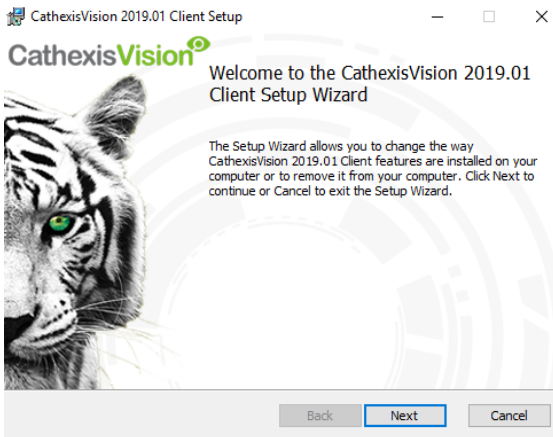 CathexisVision 2019.01 Client Setup
CathexisVision
Welcome to the CathexisVision 2019.01
Client Setup Wizard
The Setup Wizard allows you to change the way
CathexisVision 2019.01 Client features are installed on your
computer or to remove it from your computer. Click Next to
continue or Cancel to exit the Setup Wizard.
Back Next Cancel